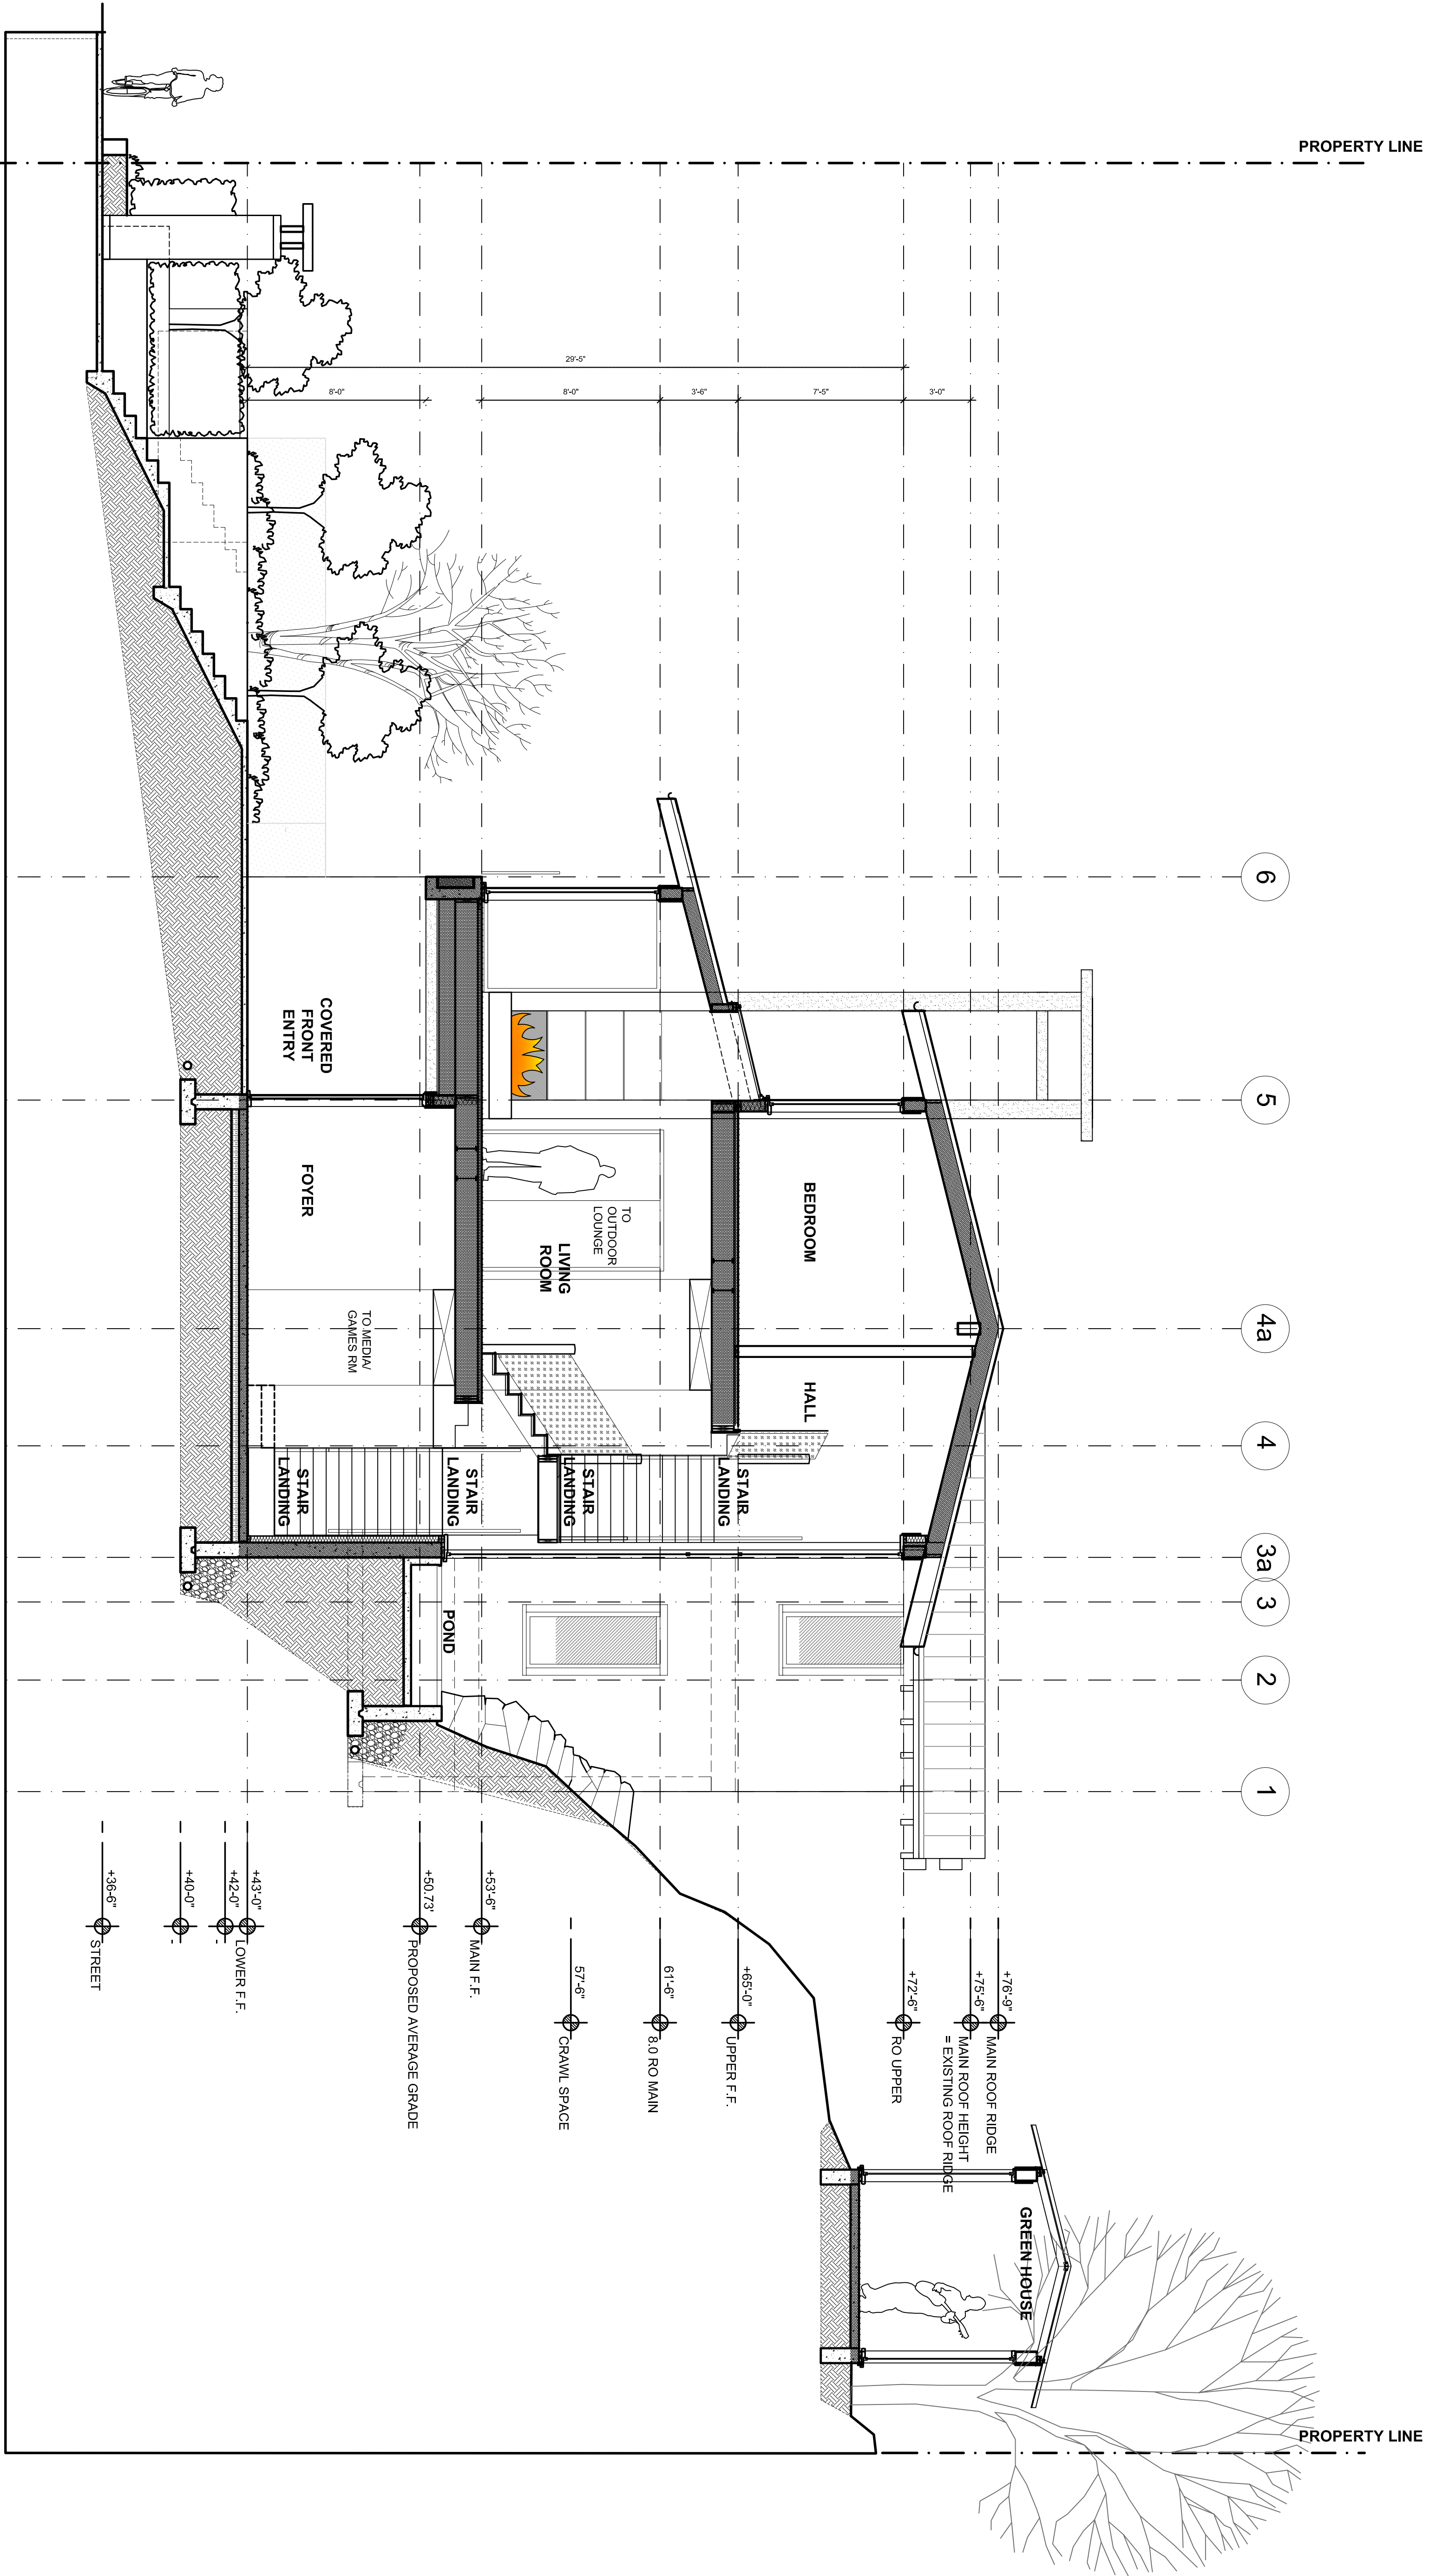 PROPERTY LINE
PROPERTY LINE
6
5
4a
4
3a
3
2
1
29'-5"
8'-0"
8'-0"
3'-6"
7'-5"
3'-0"
BEDROOM
HALL
TO
OUTDOOR
LOUNGE
LIVING
ROOM
COVERED
FRONT
ENTRY
FOYER
TO MEDIA/
GAMES RM
STAIR
LANDING
STAIR
LANDING
STAIR
LANDING
STAIR
LANDING
POND
GREEN HOUSE
+76'-9"
MAIN ROOF RIDGE
+75'-6"
MAIN ROOF HEIGHT
= EXISTING ROOF RIDGE
+72'-6"
RO UPPER
+65'-0"
UPPER F.F.
61'-6"
8.0 RO MAIN
57'-6"
CRAWL SPACE
+53'-6"
MAIN F.F.
+50.73'
PROPOSED AVERAGE GRADE
+43'-0"
LOWER F.F.
+42-0"
-
+40-0"
-
+36-6"
STREET